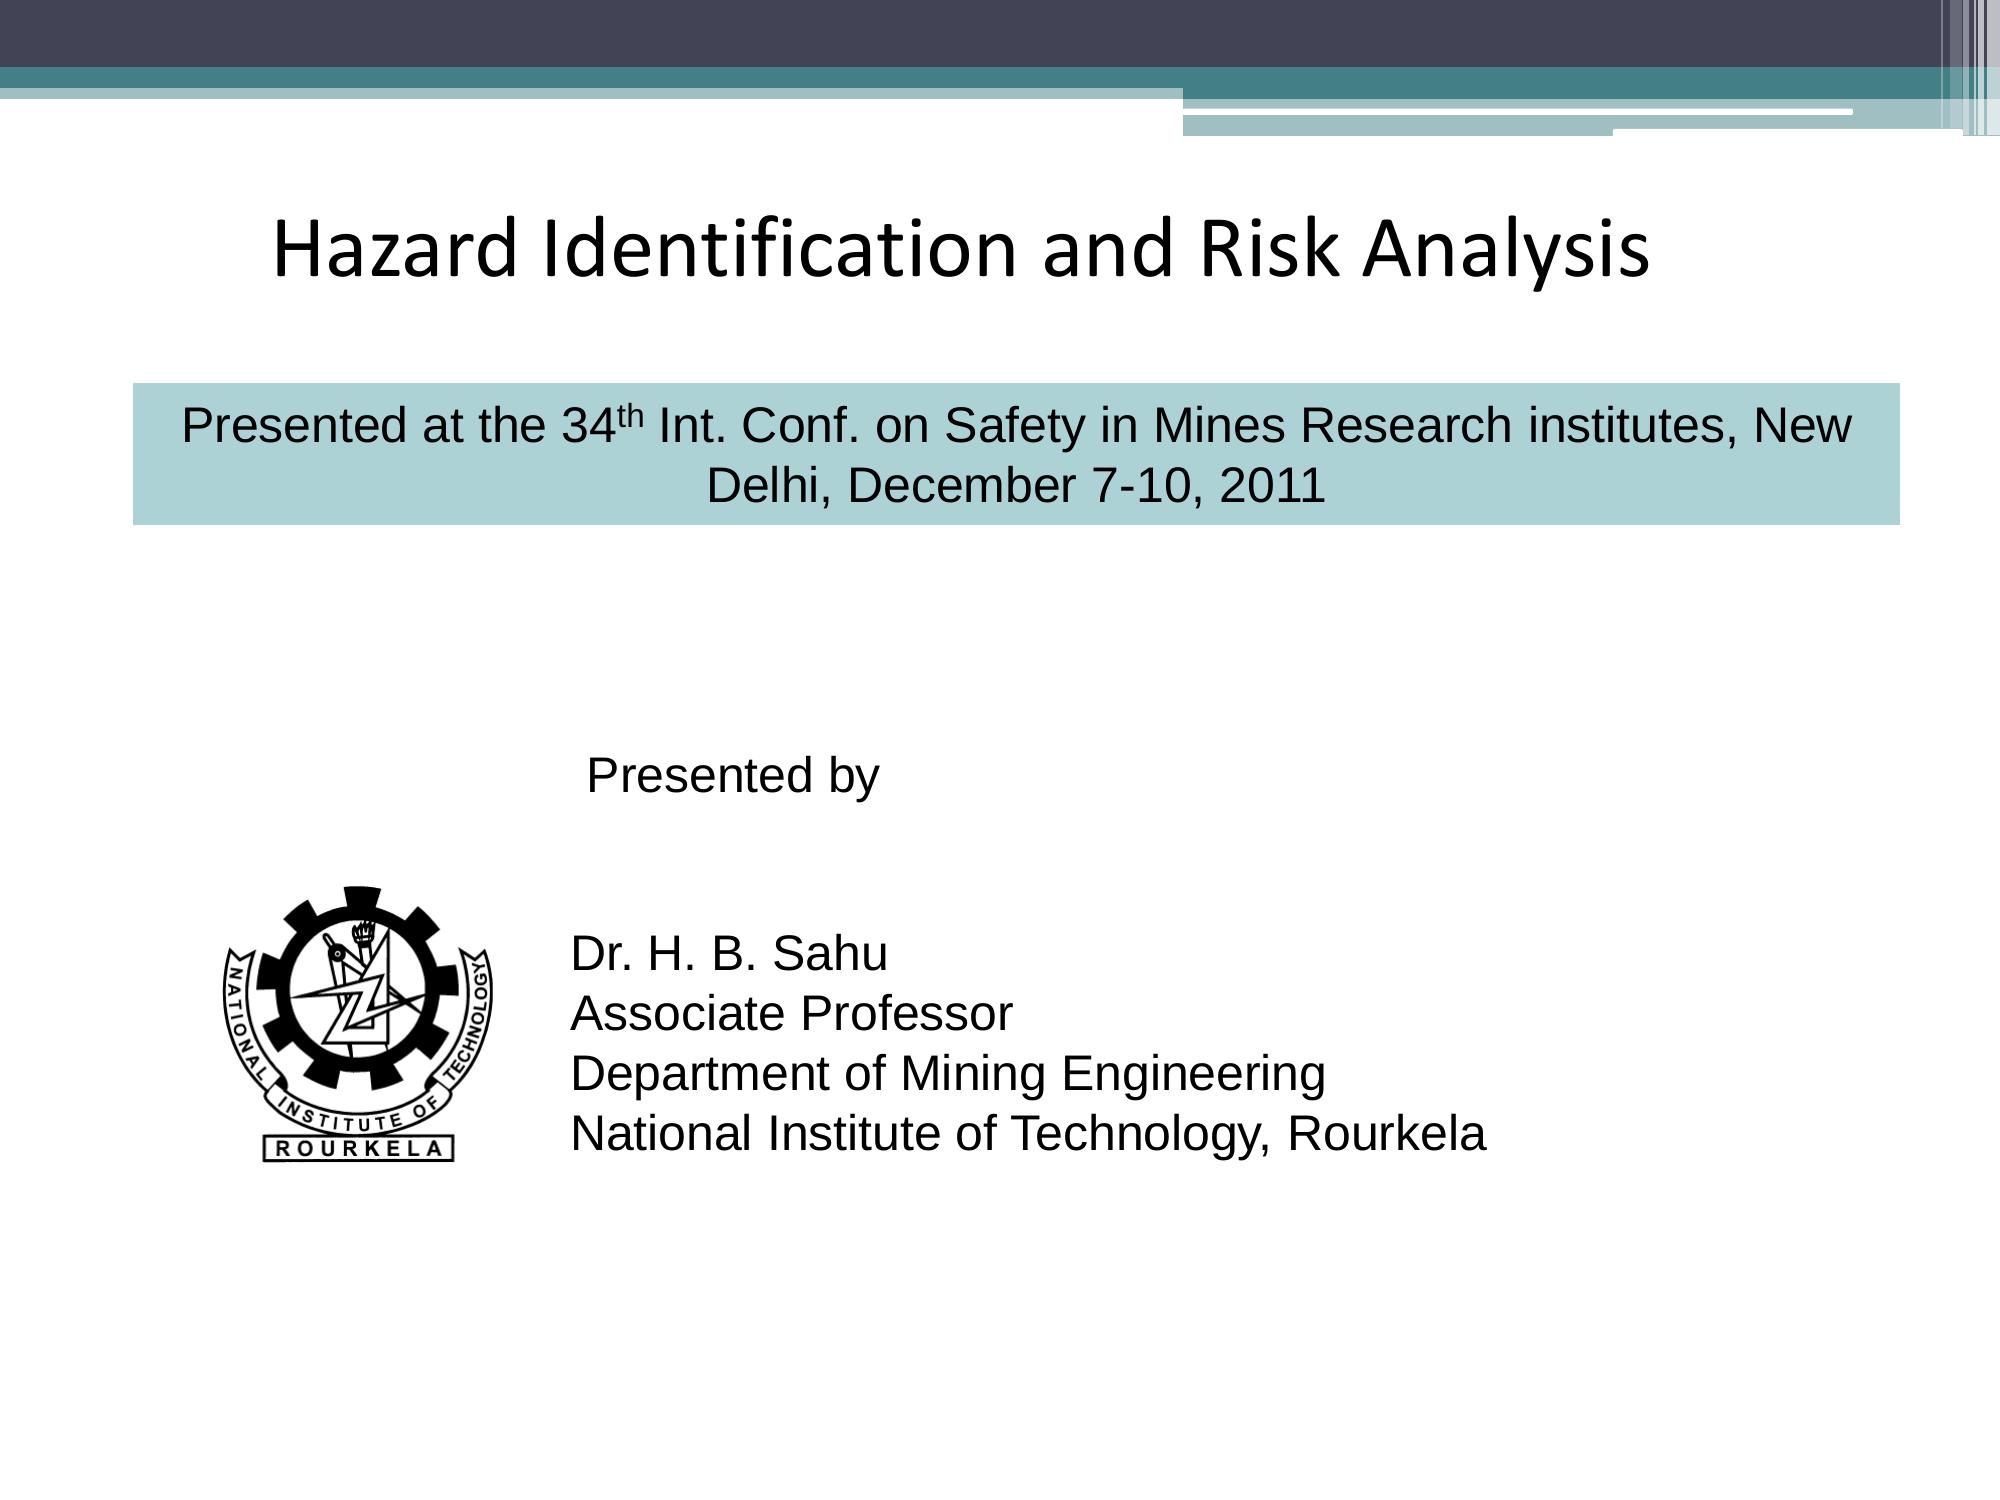 Hazard Identification and Risk Analysis
Presented at the 34th Int. Conf. on Safety in Mines Research institutes, New
Delhi, December 7-10, 2011
Presented by
Dr. H. B. Sahu
Associate Professor
Department of Mining Engineering
National Institute of Technology, Rourkela
NATIONAL INSTITUTE OF TECHNOLOGY
ROURKELA